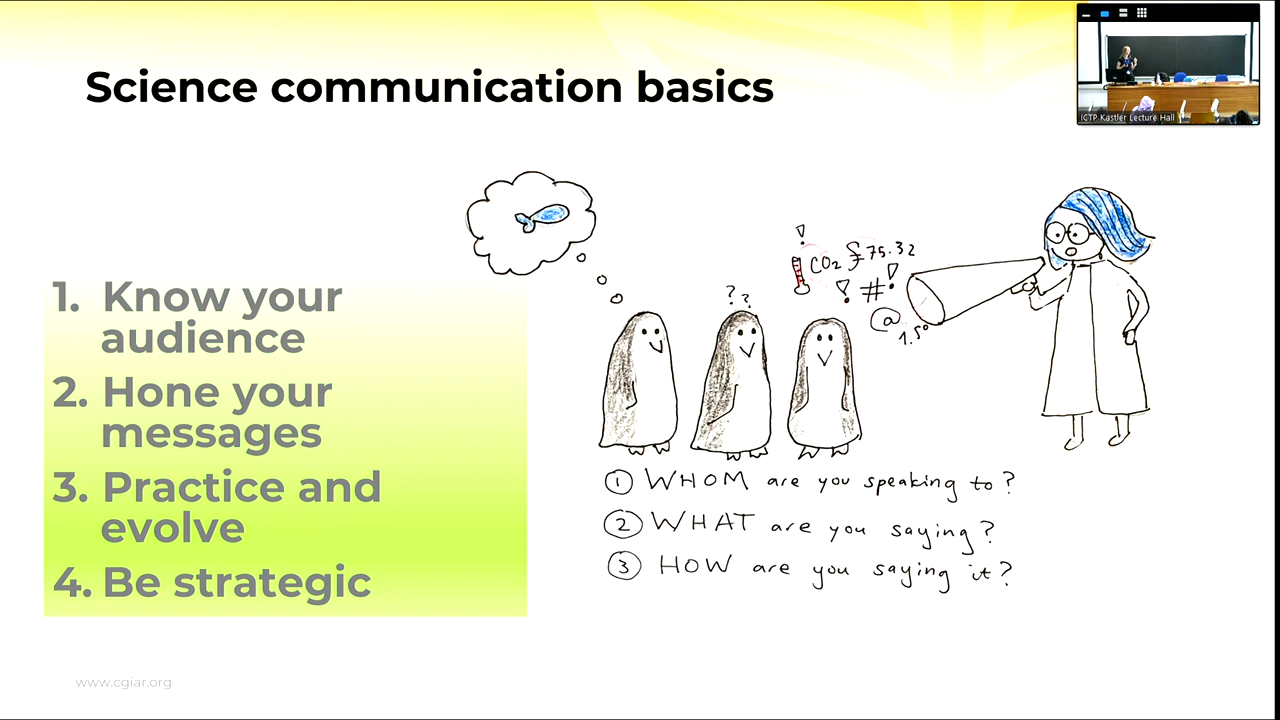 Science communication basics
ICTP Kastler Lecture Hall
1. Know your
audience
2. Hone your
messages
3. Practice and
evolve
4. Be strategic
? ?
!
CO2
75.32
! # !
@
1.5°
1 WHOM are you speaking to?
2 WHAT are you saying?
3 HOW are you saying it?
www.cgiar.org